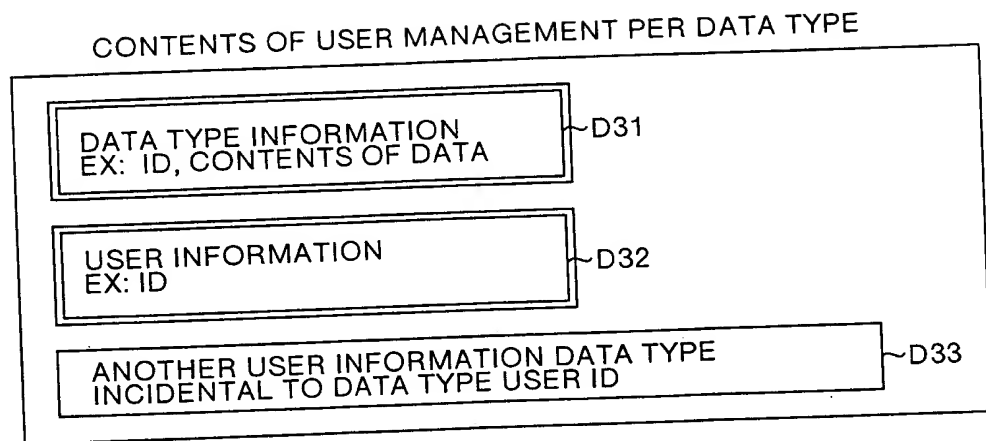 CONTENTS OF USER MANAGEMENT PER DATA TYPE
DATA TYPE INFORMATION
EX: ID, CONTENTS OF DATA
D31
USER INFORMATION
EX: ID
D32
ANOTHER USER INFORMATION DATA TYPE
INCIDENTAL TO DATA TYPE USER ID
D33